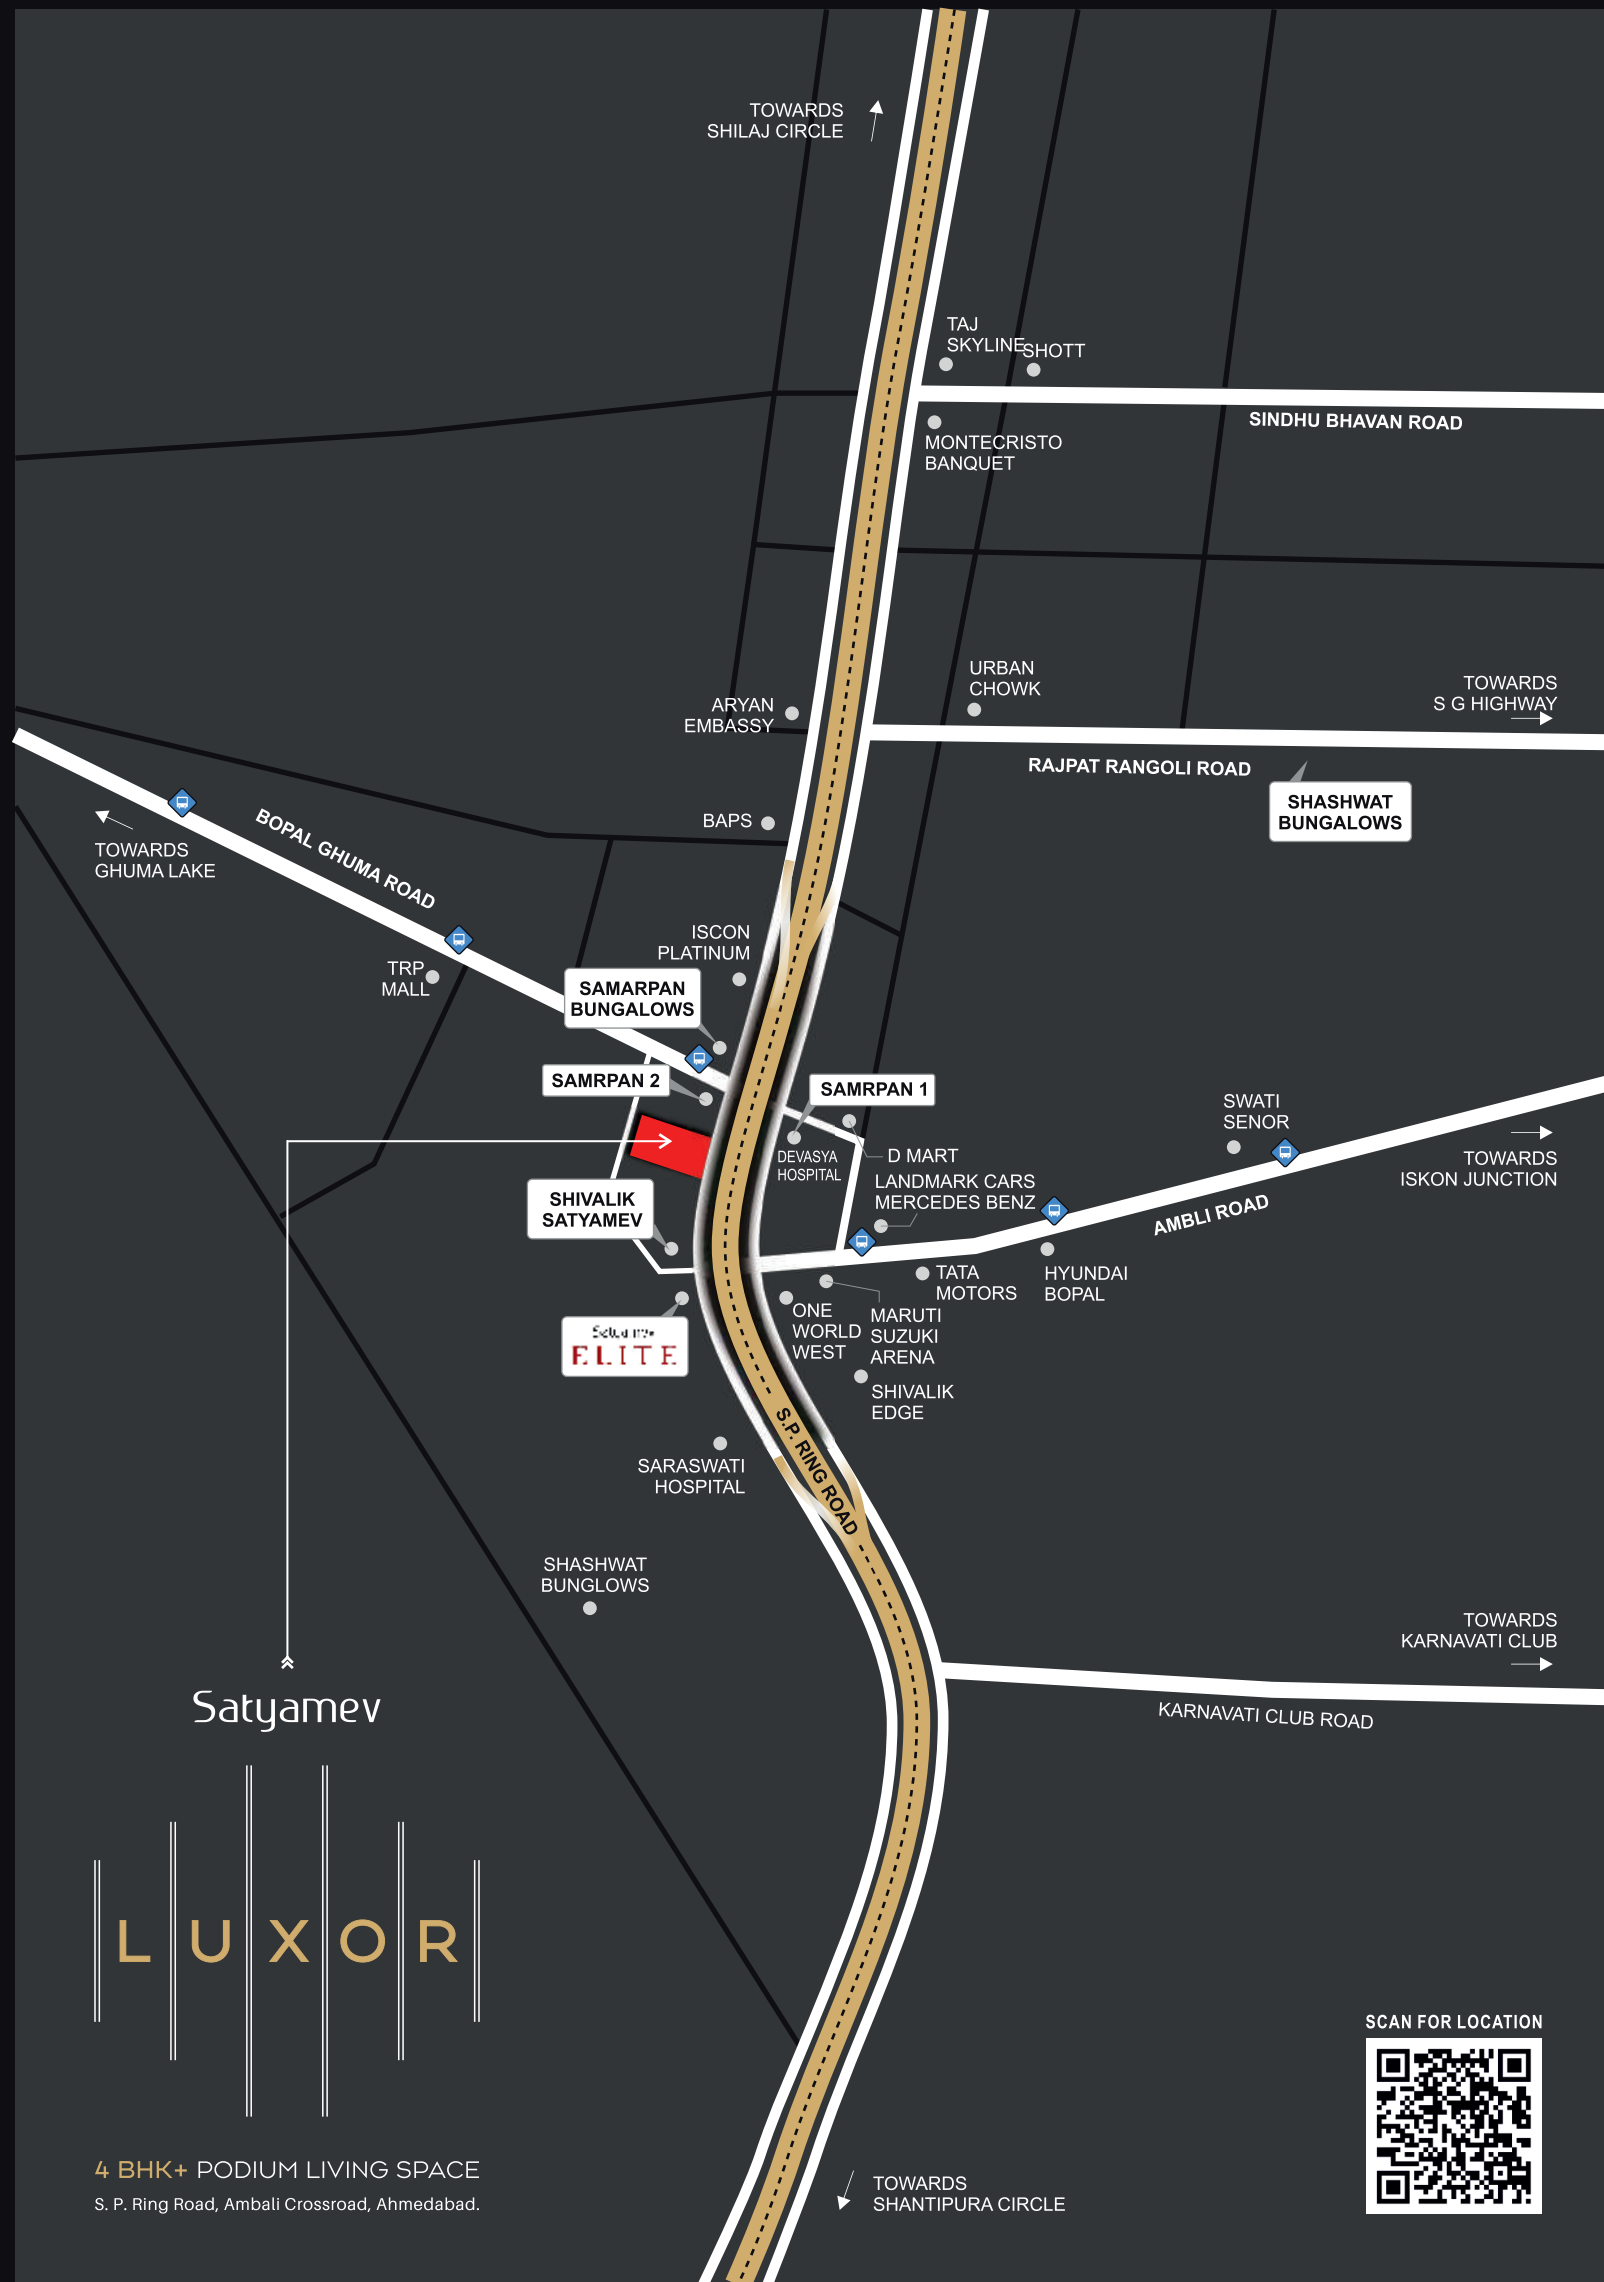 TOWARDS
SHILAJ CIRCLE
TAJ
SKYLINE
SHOTT
SINDHU BHAVAN ROAD
MONTECRISTO
BANQUET
URBAN
CHOWK
TOWARDS
S G HIGHWAY
ARYAN
EMBASSY
RAJPAT RANGOLI ROAD
SHASHWAT
BUNGALOWS
BAPS
BOPAL GHUMA ROAD
TOWARDS
GHUMA LAKE
ISCON
PLATINUM
TRP
MALL
SAMARPAN
BUNGALOWS
SAMRPAN 2
SAMRPAN 1
SWATI
SENOR
DEVASYA
HOSPITAL
D MART
TOWARDS
ISKON JUNCTION
LANDMARK CARS
MERCEDES BENZ
SHIVALIK
SATYAMEV
AMBLI ROAD
TATA
MOTORS
HYUNDAI
BOPAL
ONE
WORLD
WEST
MARUTI
SUZUKI
ARENA
ELITE
SHIVALIK
EDGE
S.P. RING ROAD
SARASWATI
HOSPITAL
SHASHWAT
BUNGLOWS
TOWARDS
KARNAVATI CLUB
KARNAVATI CLUB ROAD
Satyamev
LUXOR
4 BHK+ PODIUM LIVING SPACE
S. P. Ring Road, Ambali Crossroad, Ahmedabad.
TOWARDS
SHANTIPURA CIRCLE
SCAN FOR LOCATION